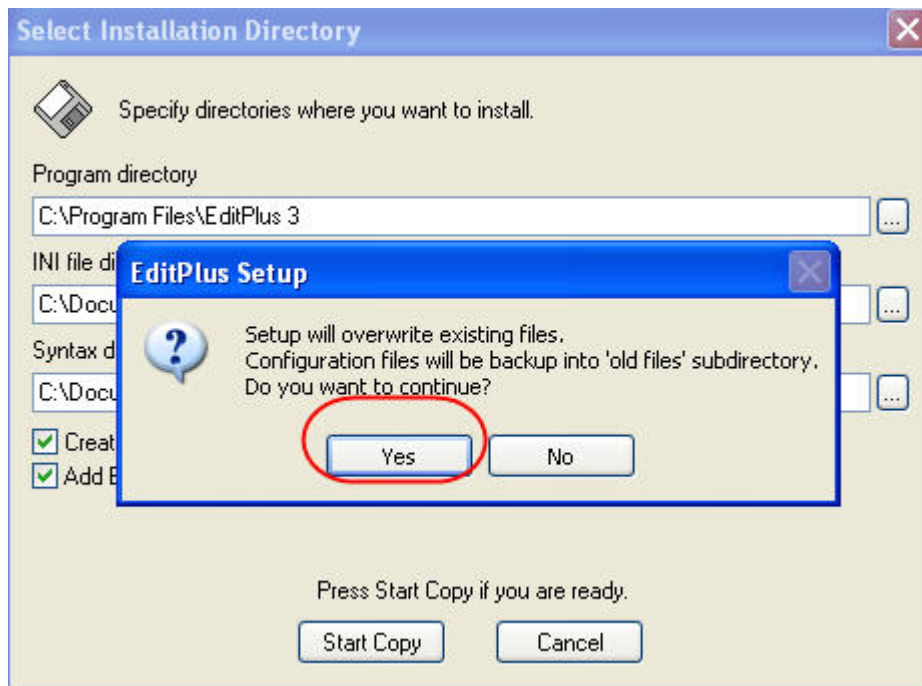 Select Installation Directory
Specify directories where you want to install.
Program directory
C:\Program Files\EditPlus 3
...
INI file di
C:\Docu
...
Syntax d
C:\Docu
...
Creat
Add E
EditPlus Setup
Setup will overwrite existing files.
Configuration files will be backup into 'old files' subdirectory.
Do you want to continue?
Yes
No
Press Start Copy if you are ready.
Start Copy
Cancel